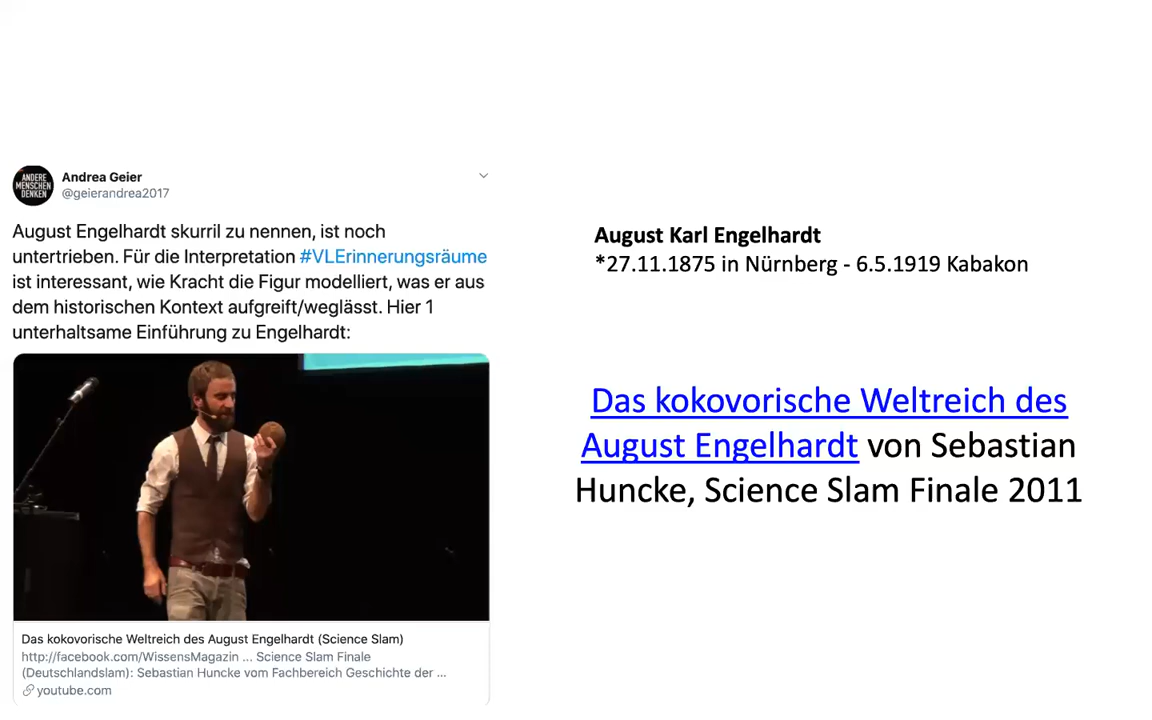 ANDERE
MENSCHEN
DENKEN
Andrea Geier
@geierandrea2017
August Engelhardt skurril zu nennen, ist noch
untertrieben. Für die Interpretation #VLErinnerungsräume
ist interessant, wie Kracht die Figur modelliert, was er aus
dem historischen Kontext aufgreift/weglässt. Hier 1
unterhaltsame Einführung zu Engelhardt:
Das kokovorische Weltreich des August Engelhardt (Science Slam)
http://facebook.com/WissensMagazin ... Science Slam Finale
(Deutschlandslam): Sebastian Huncke vom Fachbereich Geschichte der ...
youtube.com
August Karl Engelhardt
*27.11.1875 in Nürnberg - 6.5.1919 Kabakon
Das kokovorische Weltreich des
August Engelhardt von Sebastian
Huncke, Science Slam Finale 2011